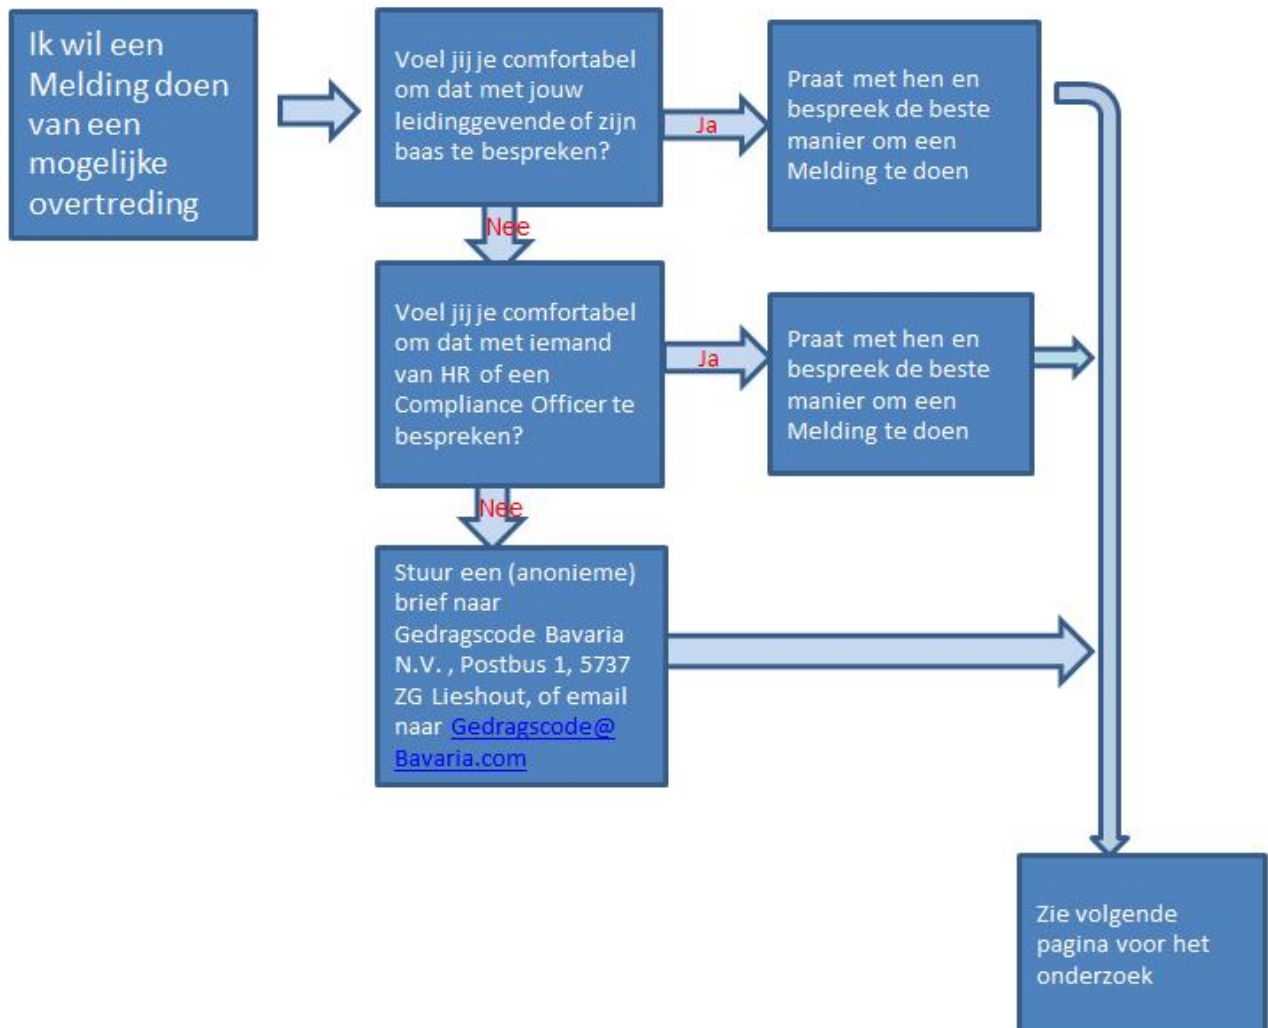 Ik wil een
Melding doen
van een
mogelijke
overtreding
Voel jij je comfortabel
om dat met jouw
leidinggevende of zijn
baas te bespreken?
Ja
Praat met hen en
bespreek de beste
manier om een
Melding te doen
Nee
Voel jij je comfortabel
om dat met iemand
van HR of een
Compliance Officer te
bespreken?
Ja
Praat met hen en
bespreek de beste
manier om een
Melding te doen
Nee
Stuur een (anonieme)
brief naar
Gedragscode Bavaria
N.V. , Postbus 1, 5737
ZG Lieshout, of email
naar Gedragscode@
Bavaria.com
Zie volgende
pagina voor het
onderzoek